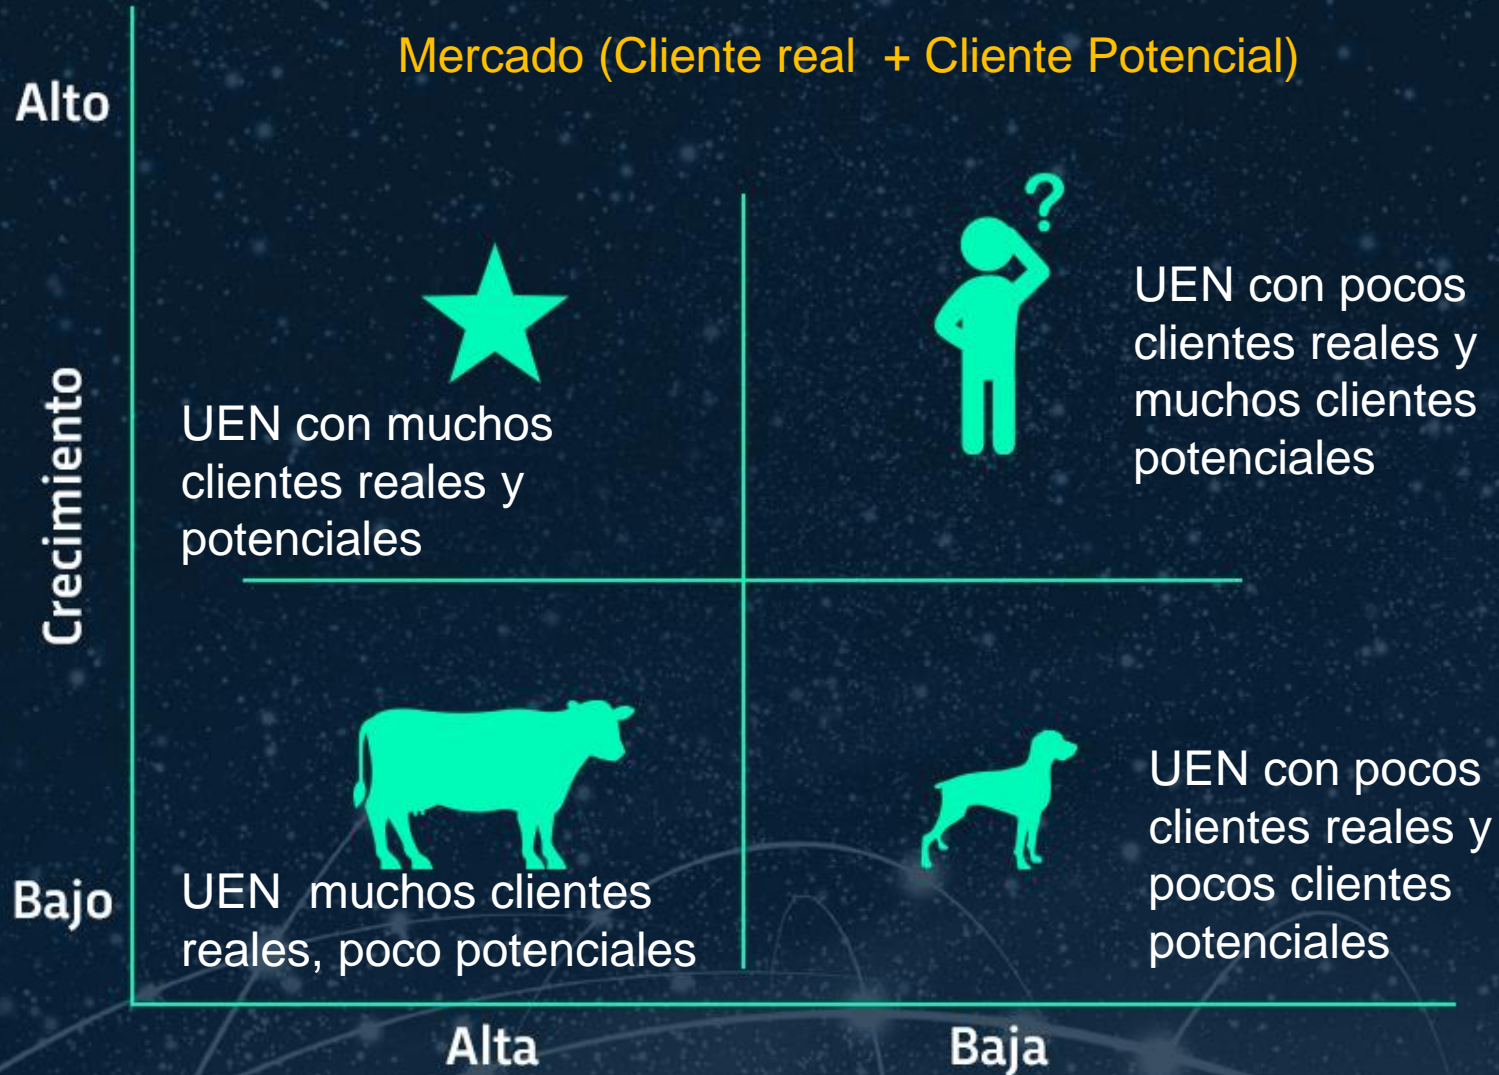 Mercado (Cliente real + Cliente Potencial)
Alto
?
UEN con pocos
clientes reales y
muchos clientes
potenciales
UEN con muchos
clientes reales y
potenciales
Crecimiento
UEN con pocos
clientes reales y
pocos clientes
potenciales
Bajo
UEN muchos clientes
reales, poco potenciales
Alta
Baja